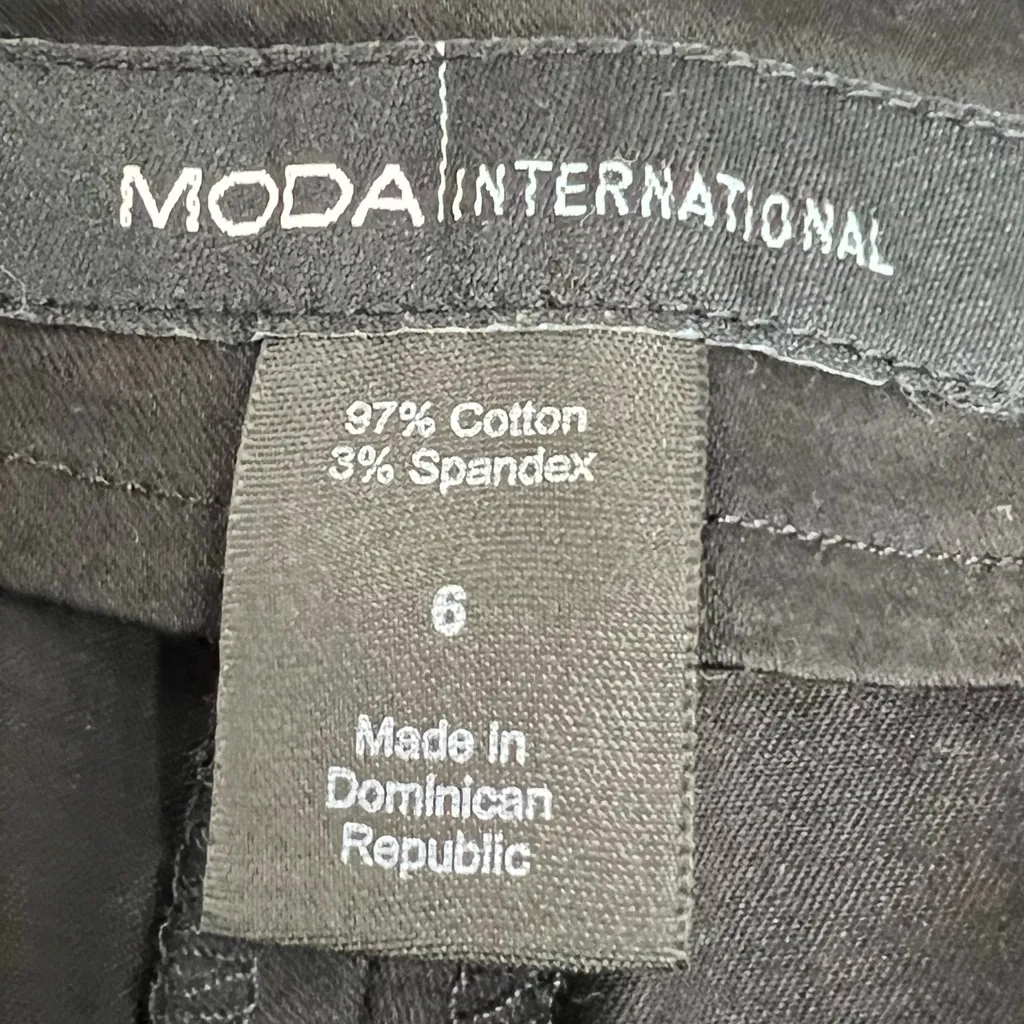 MODA|INTERNATIONAL
97% Cotton
3% Spandex
6
Made in
Dominican
Republic